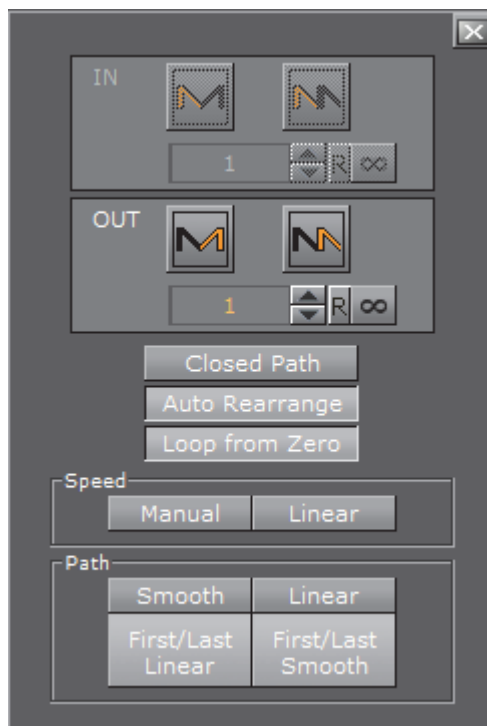 IN
1 R ∞
OUT
1 R ∞
Closed Path
Auto Rearrange
Loop from Zero
Speed
Manual Linear
Path
Smooth Linear
First/Last First/Last
Linear Smooth